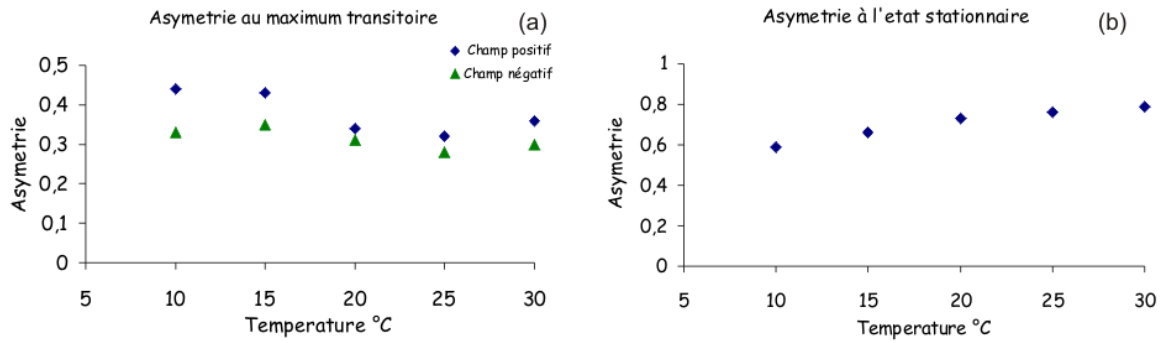 Asymetrie au maximum transitoire
(a)
Champ positif
Champ négatif
0,5
0,4
0,3
0,2
0,1
0
Asymetrie
5 10 15 20 25 30
Temperature °C
Asymetrie à l'etat stationnaire
(b)
1
0,8
0,6
0,4
0,2
0
Asymetrie
5 10 15 20 25 30
Temperature °C